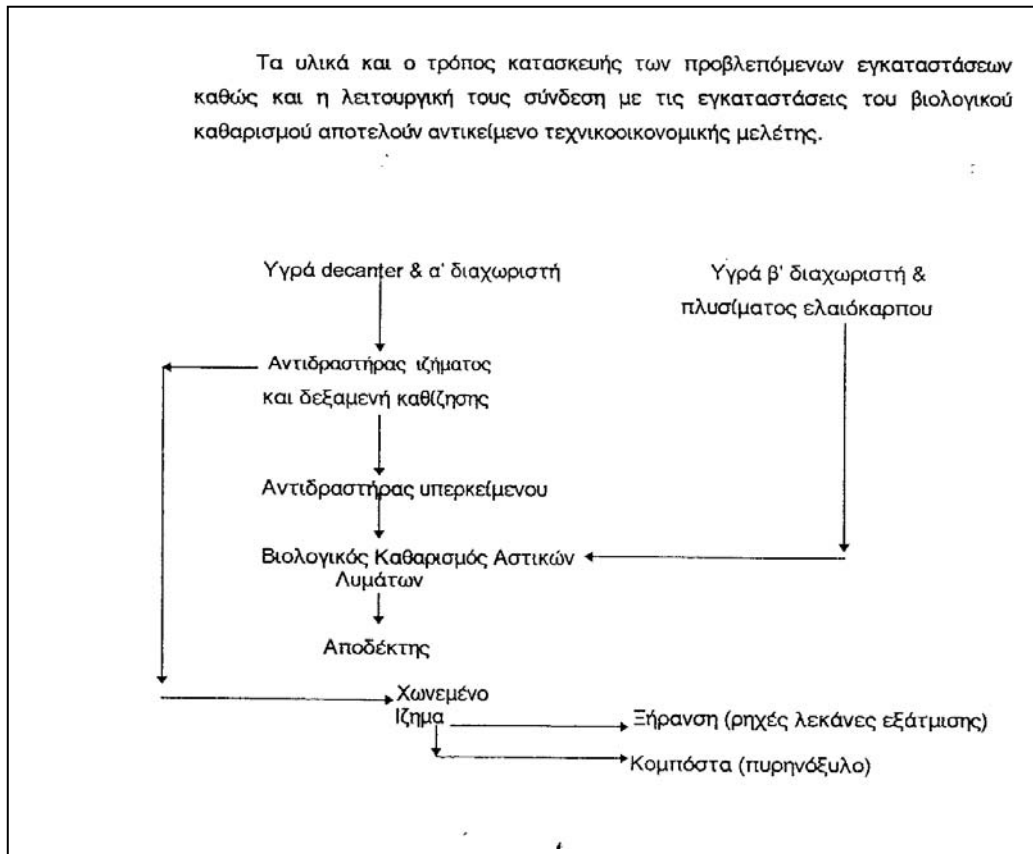 Τα υλικά και ο τρόπος κατασκευής των προβλεπόμενων εγκαταστάσεων
καθώς και η λειτουργική τους σύνδεση με τις εγκαταστάσεις του βιολογικού
καθαρισμού αποτελούν αντικείμενο τεχνικοοικονομικής μελέτης.
Υγρά decanter & α' διαχωριστή
Υγρά β' διαχωριστή &
πλυσίματος ελαιόκαρπου
Αντιδραστήρας ιζήματος
και δεξαμενή καθίζησης
Αντιδραστήρας υπερκείμενου
Βιολογικός Καθαρισμός Αστικών
Λυμάτων
Αποδέκτης
Χωνεμένο
Ιζημα
Ξήρανση (ρηχές λεκάνες εξάτμισης)
Κομπόστα (πυρηνόξυλο)